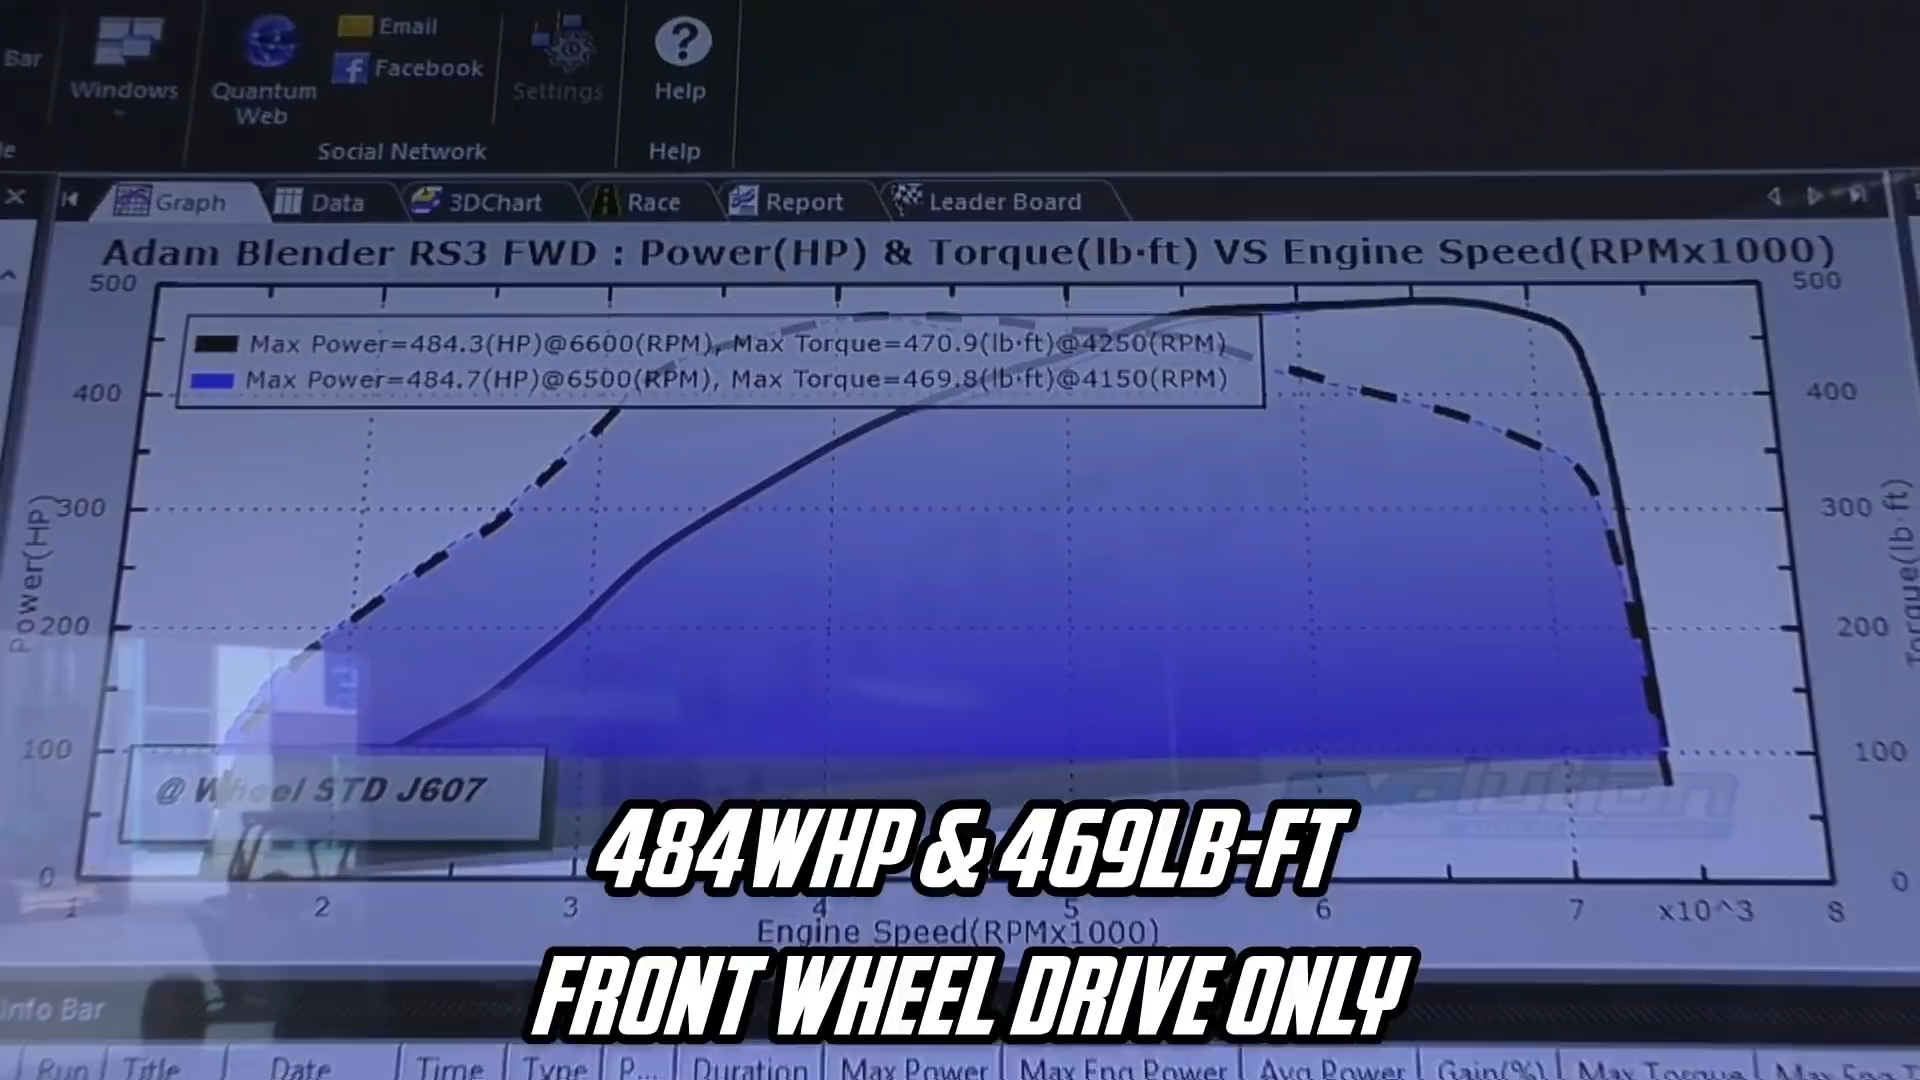 Bar
Windows
Quantum
Web
Email
Facebook
Settings
Help
Social Network
Help
Graph
Data
3DChart
Race
Report
Leader Board
Adam Blender RS3 FWD : Power(HP) & Torque(lb·ft) VS Engine Speed(RPMx1000)
500
500
Max Power=484.3(HP)@6600(RPM), Max Torque=470.9(lb·ft)@4250(RPM)
Max Power=484.7(HP)@6500(RPM), Max Torque=469.8(lb·ft)@4150(RPM)
400
400
300
300
Power(HP)
Torque(lb·ft)
200
200
100
100
@ Wheel STD J607
evolution
484WHP & 469LB-FT
0
0
1 2 3 4 5 6 7 x10^3 8
Engine Speed(RPMx1000)
FRONT WHEEL DRIVE ONLY
Info Bar
Run Title Date Time Type P... Duration Max Power Max Eng Power Avg Power Gain(%) Max Torque Max Eng T